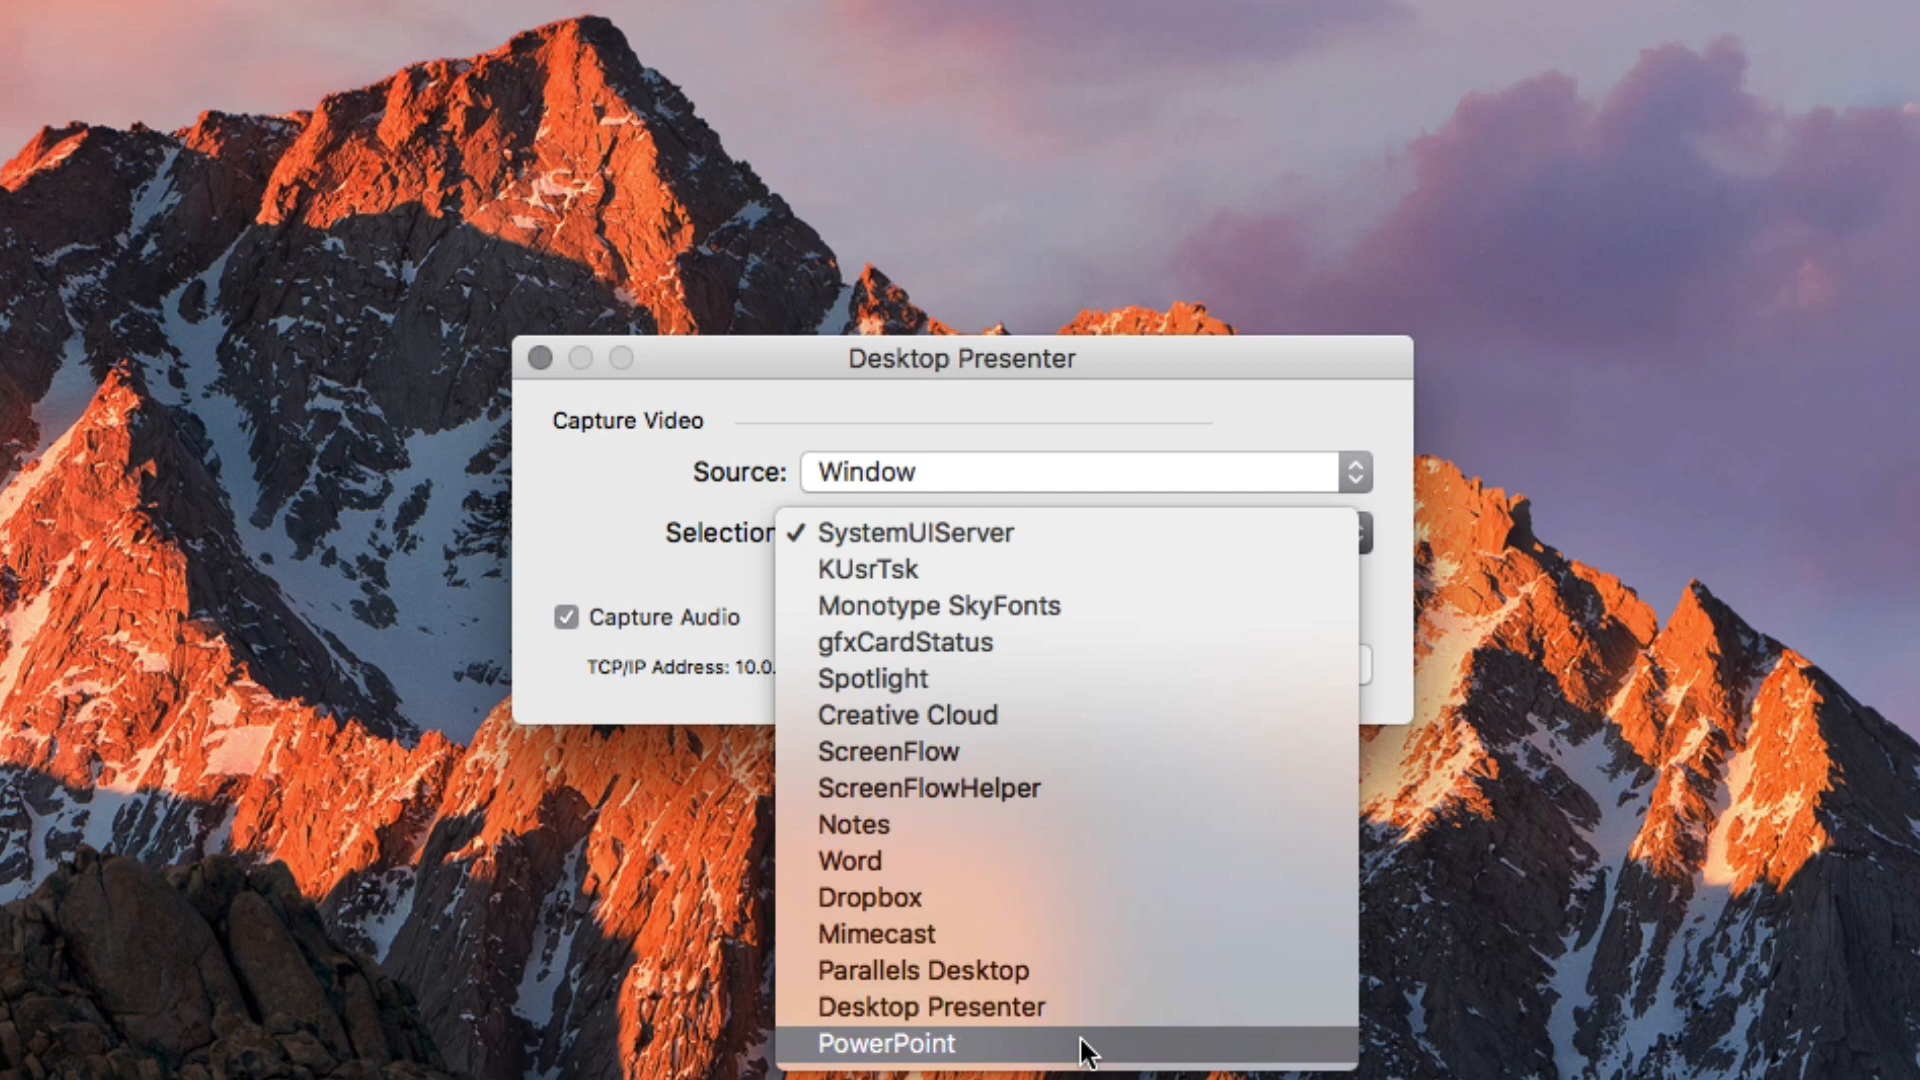 Desktop Presenter
Capture Video
Source: Window
Selection ✓ SystemUIServer
KUsrTsk
Monotype SkyFonts
gfxCardStatus
Spotlight
Creative Cloud
ScreenFlow
ScreenFlowHelper
Notes
Word
Dropbox
Mimecast
Parallels Desktop
Desktop Presenter
PowerPoint
Capture Audio
TCP/IP Address: 10.0.